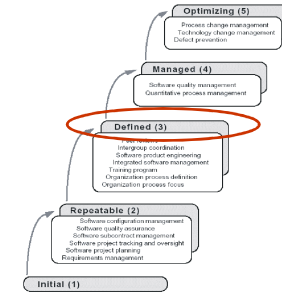 Optimizing (5)
Process change management
Technology change management
Defect prevention
Managed (4)
Software quality management
Quantitative process management
Defined (3)
Intergroup coordination
Software product engineering
Integrated software management
Training program
Organization process definition
Organization process focus
Repeatable (2)
Software configuration management
Software quality assurance
Software subcontract management
Software project tracking and oversight
Software project planning
Requirements management
Initial (1)